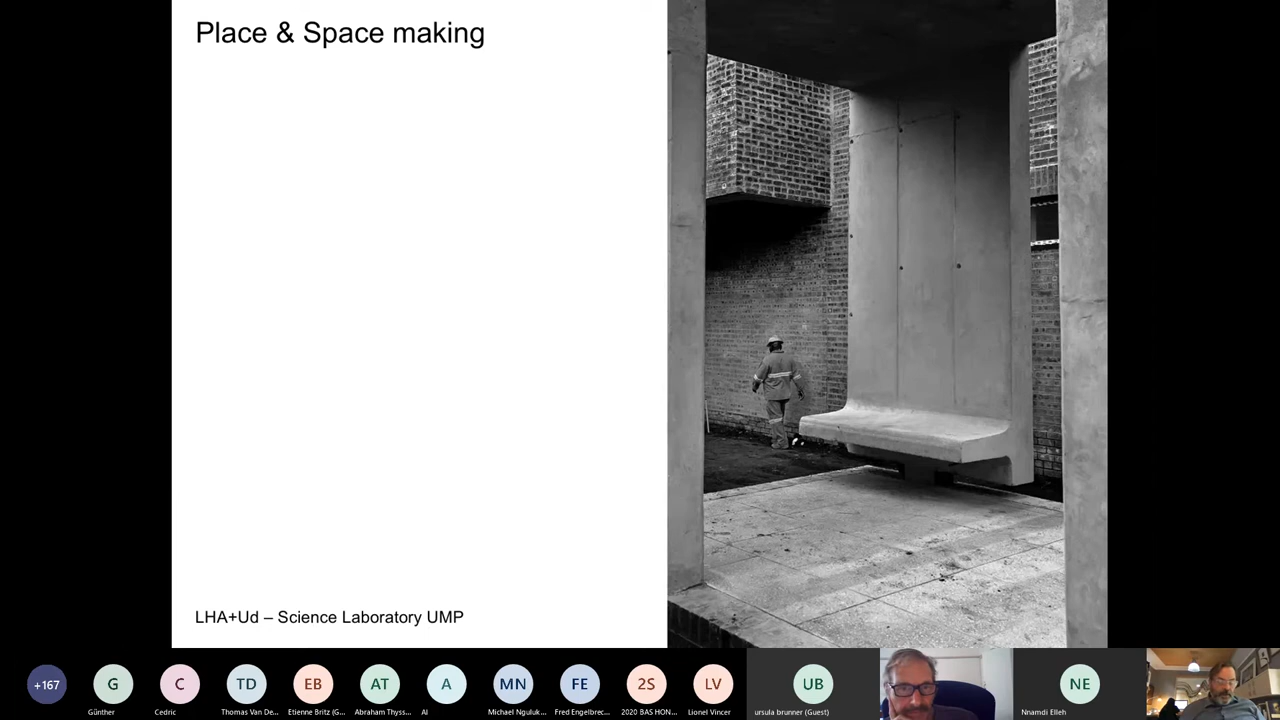 Place & Space making
LHA+Ud – Science Laboratory UMP
+167
G
C
TD
EB
AT
A
MN
FE
2S
LV
UB
NE
Günther
Cedric
Thomas Van De...
Etienne Britz (G...
Abraham Thyss...
Al
Michael Nguluk...
Fred Engelbrec...
2020 BAS HON...
Lionel Vincer
ursula brunner (Guest)
Nnamdi Elleh